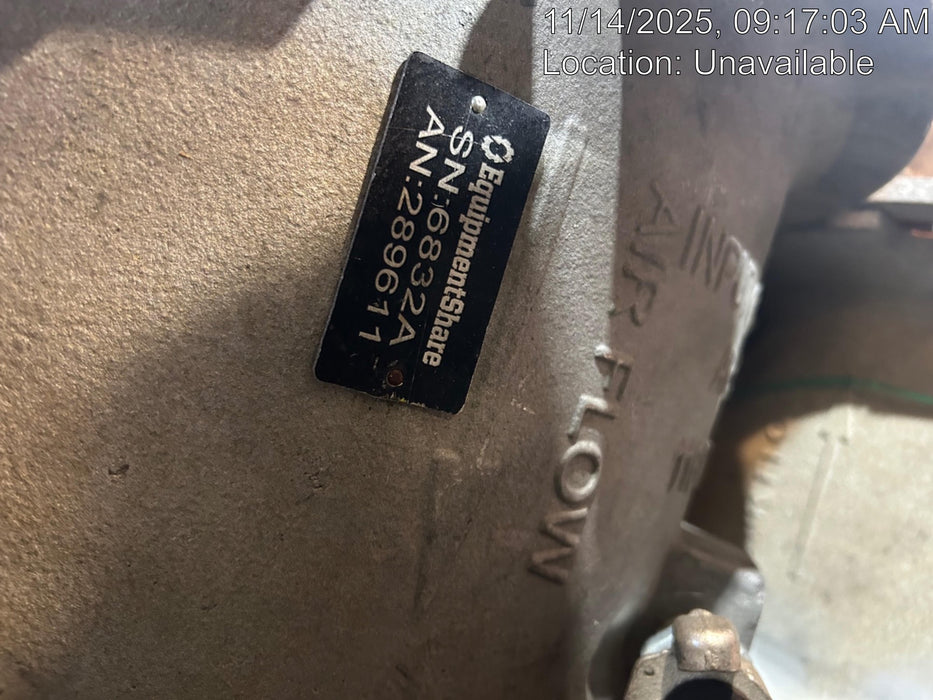 11/14/2025, 09:17:03 AM
Location: Unavailable
EquipmentShare
SN:6832A
AN:289611
AIR FLOW